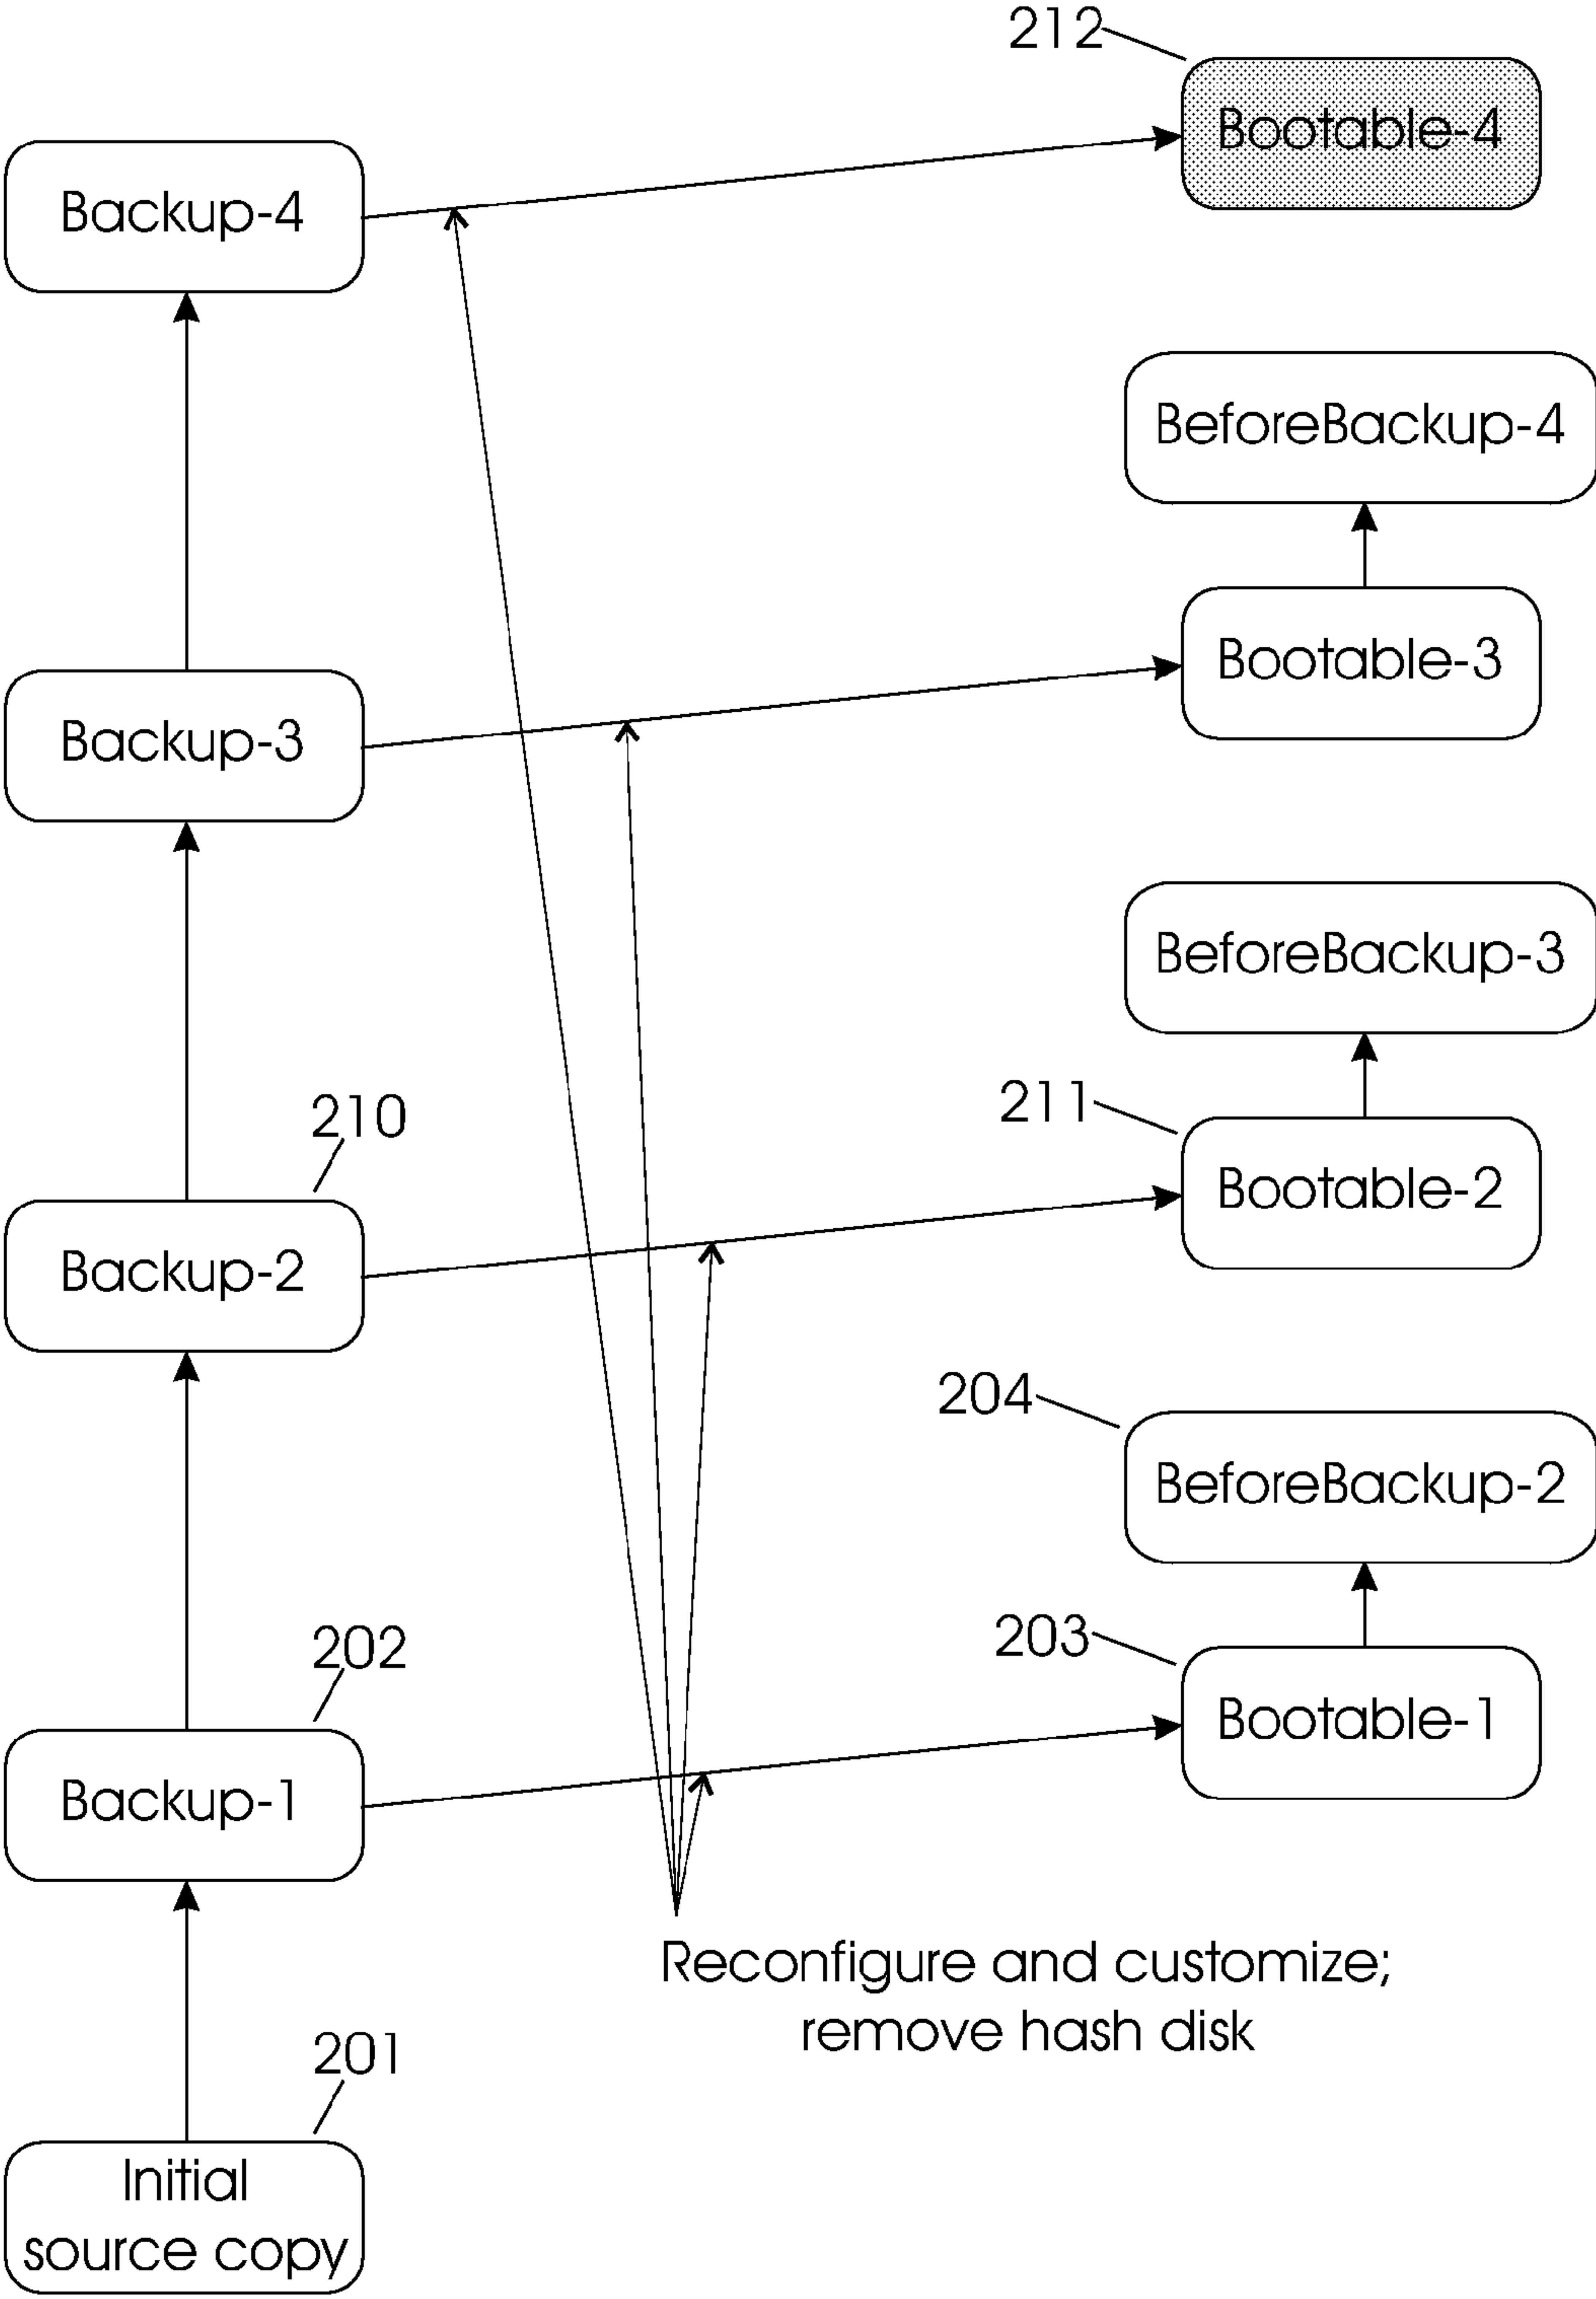 212
Bootable-4
Backup-4
BeforeBackup-4
Bootable-3
Backup-3
BeforeBackup-3
211
210
Bootable-2
Backup-2
204
BeforeBackup-2
203
202
Bootable-1
Backup-1
Reconfigure and customize;
remove hash disk
201
Initial
source copy